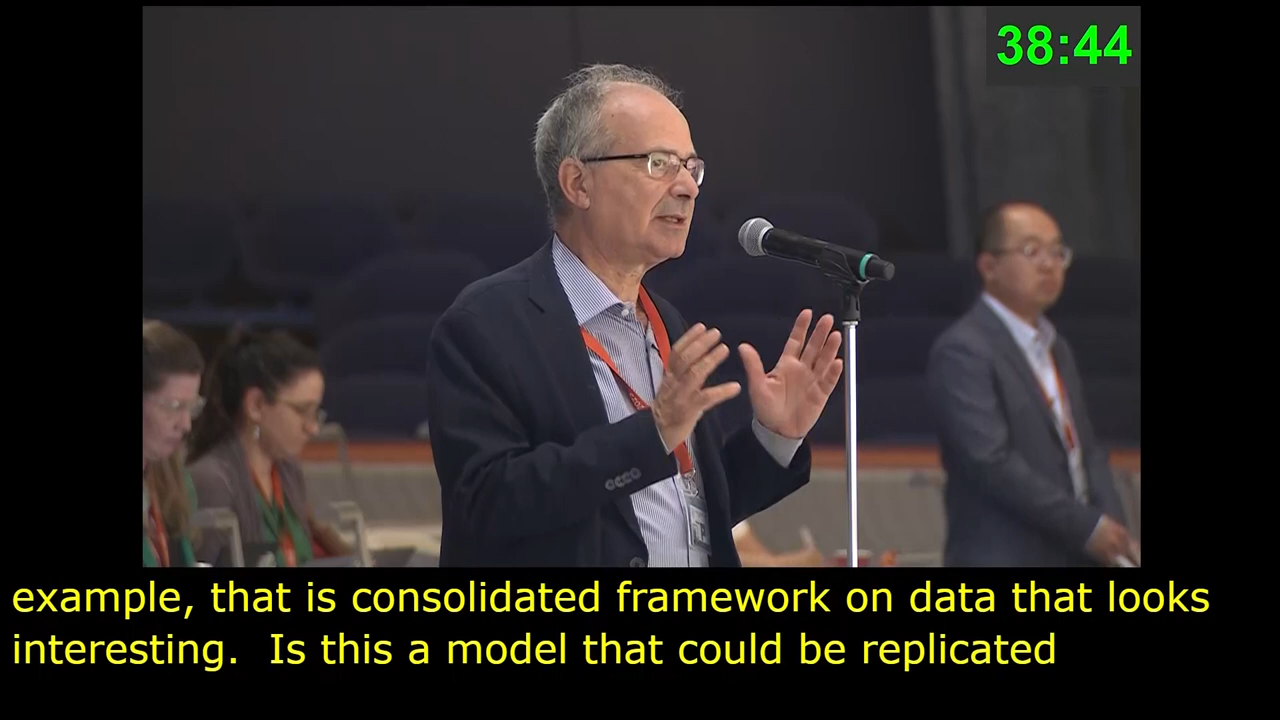 38:44
example, that is consolidated framework on data that looks
interesting.  Is this a model that could be replicated